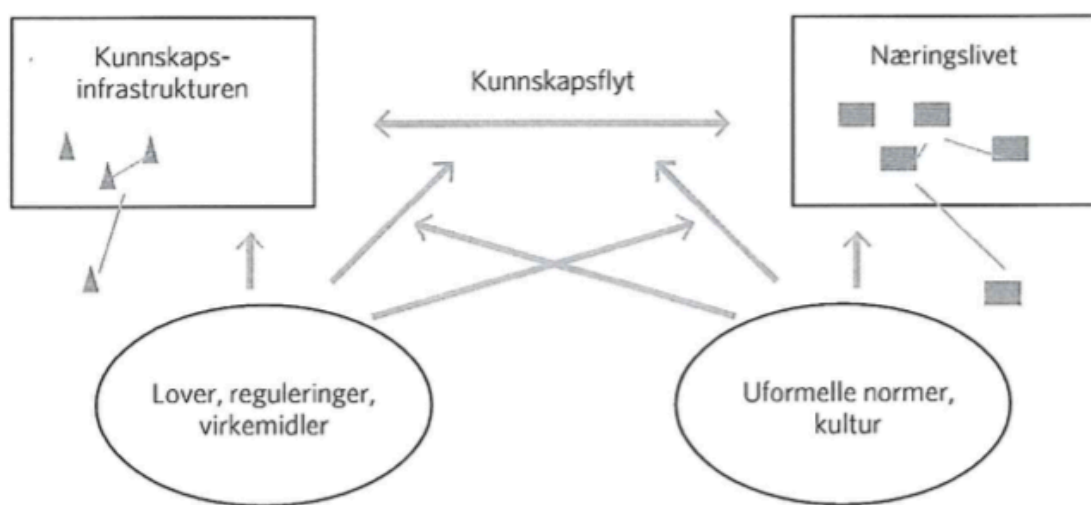 Kunnskaps-
infrastrukturen
Kunnskapsflyt
Næringslivet
Lover, reguleringer,
virkemidler
Uformelle normer,
kultur